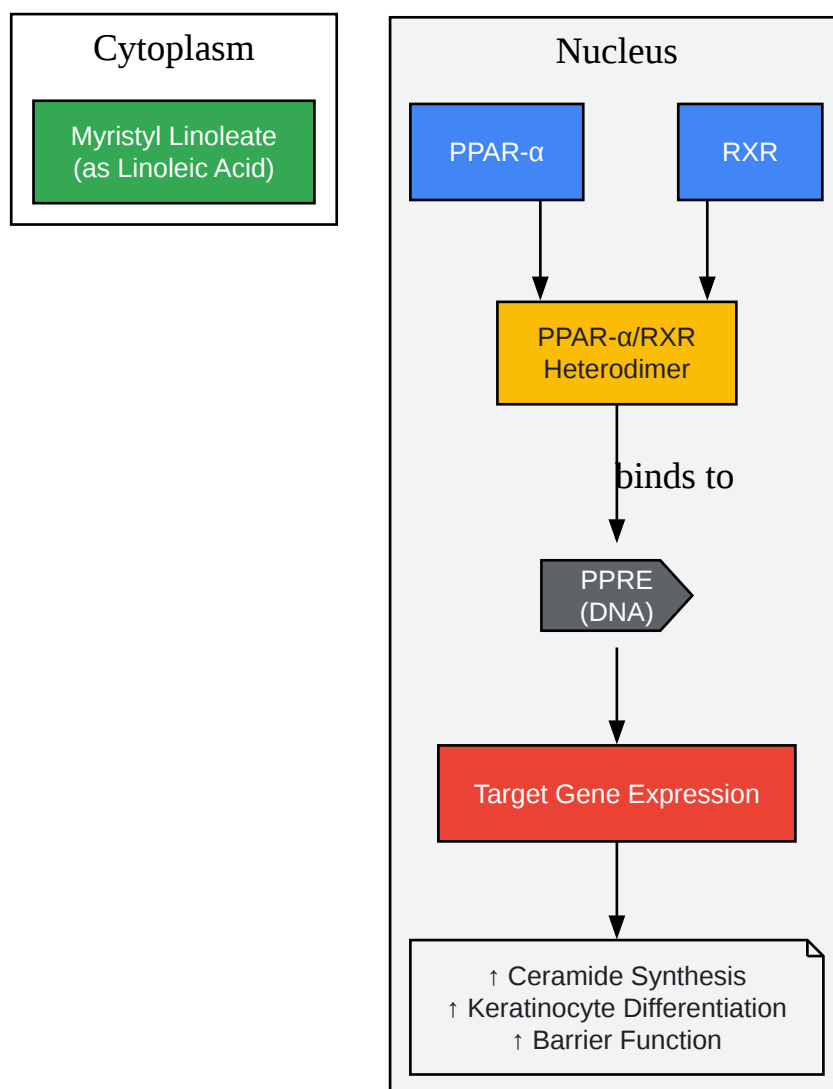 Cytoplasm
Myristyl Linoleate
(as Linoleic Acid)
Nucleus
PPAR-α
RXR
PPAR-α/RXR
Heterodimer
binds to
PPRE
(DNA)
Target Gene Expression
↑ Ceramide Synthesis
↑ Keratinocyte Differentiation
↑ Barrier Function